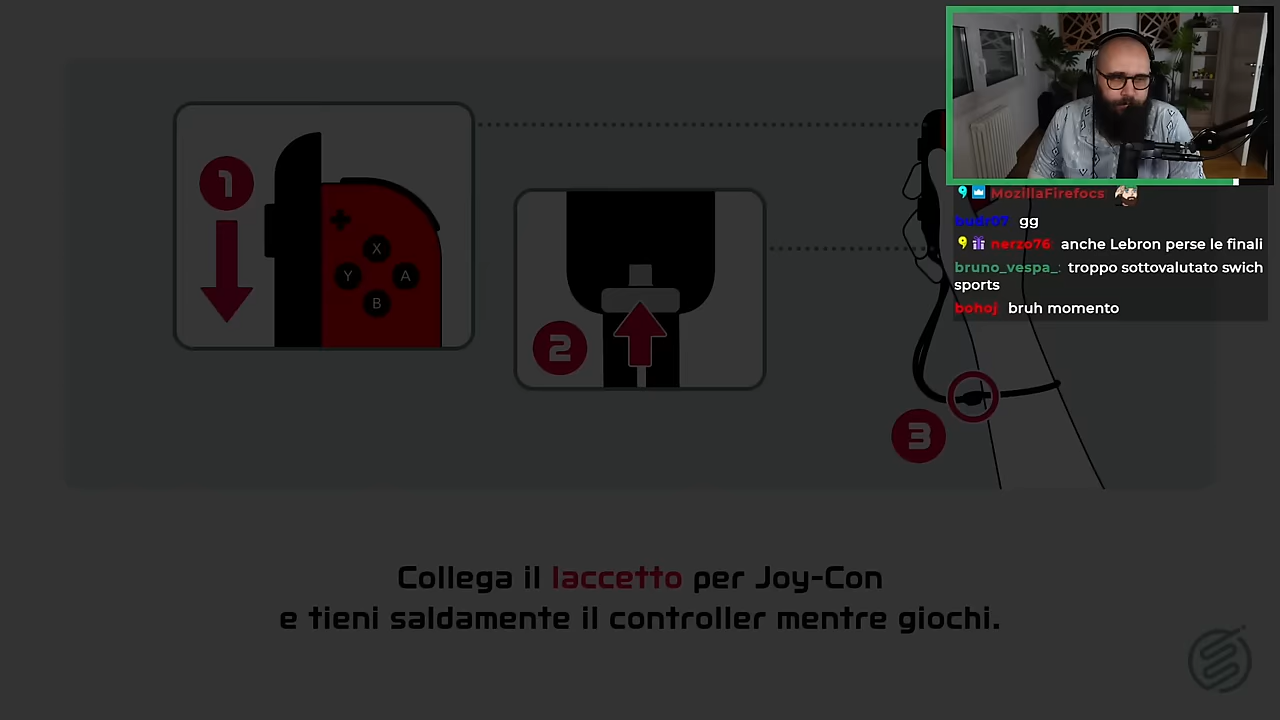 1
X
Y
A
B
2
3
MozillaFirefocs
budr07 gg
nerzo76 anche Lebron perse le finali
bruno_vespa_: troppo sottovalutato swich
sports
bohoj bruh momento
Collega il laccetto per Joy-Con
e tieni saldamente il controller mentre giochi.